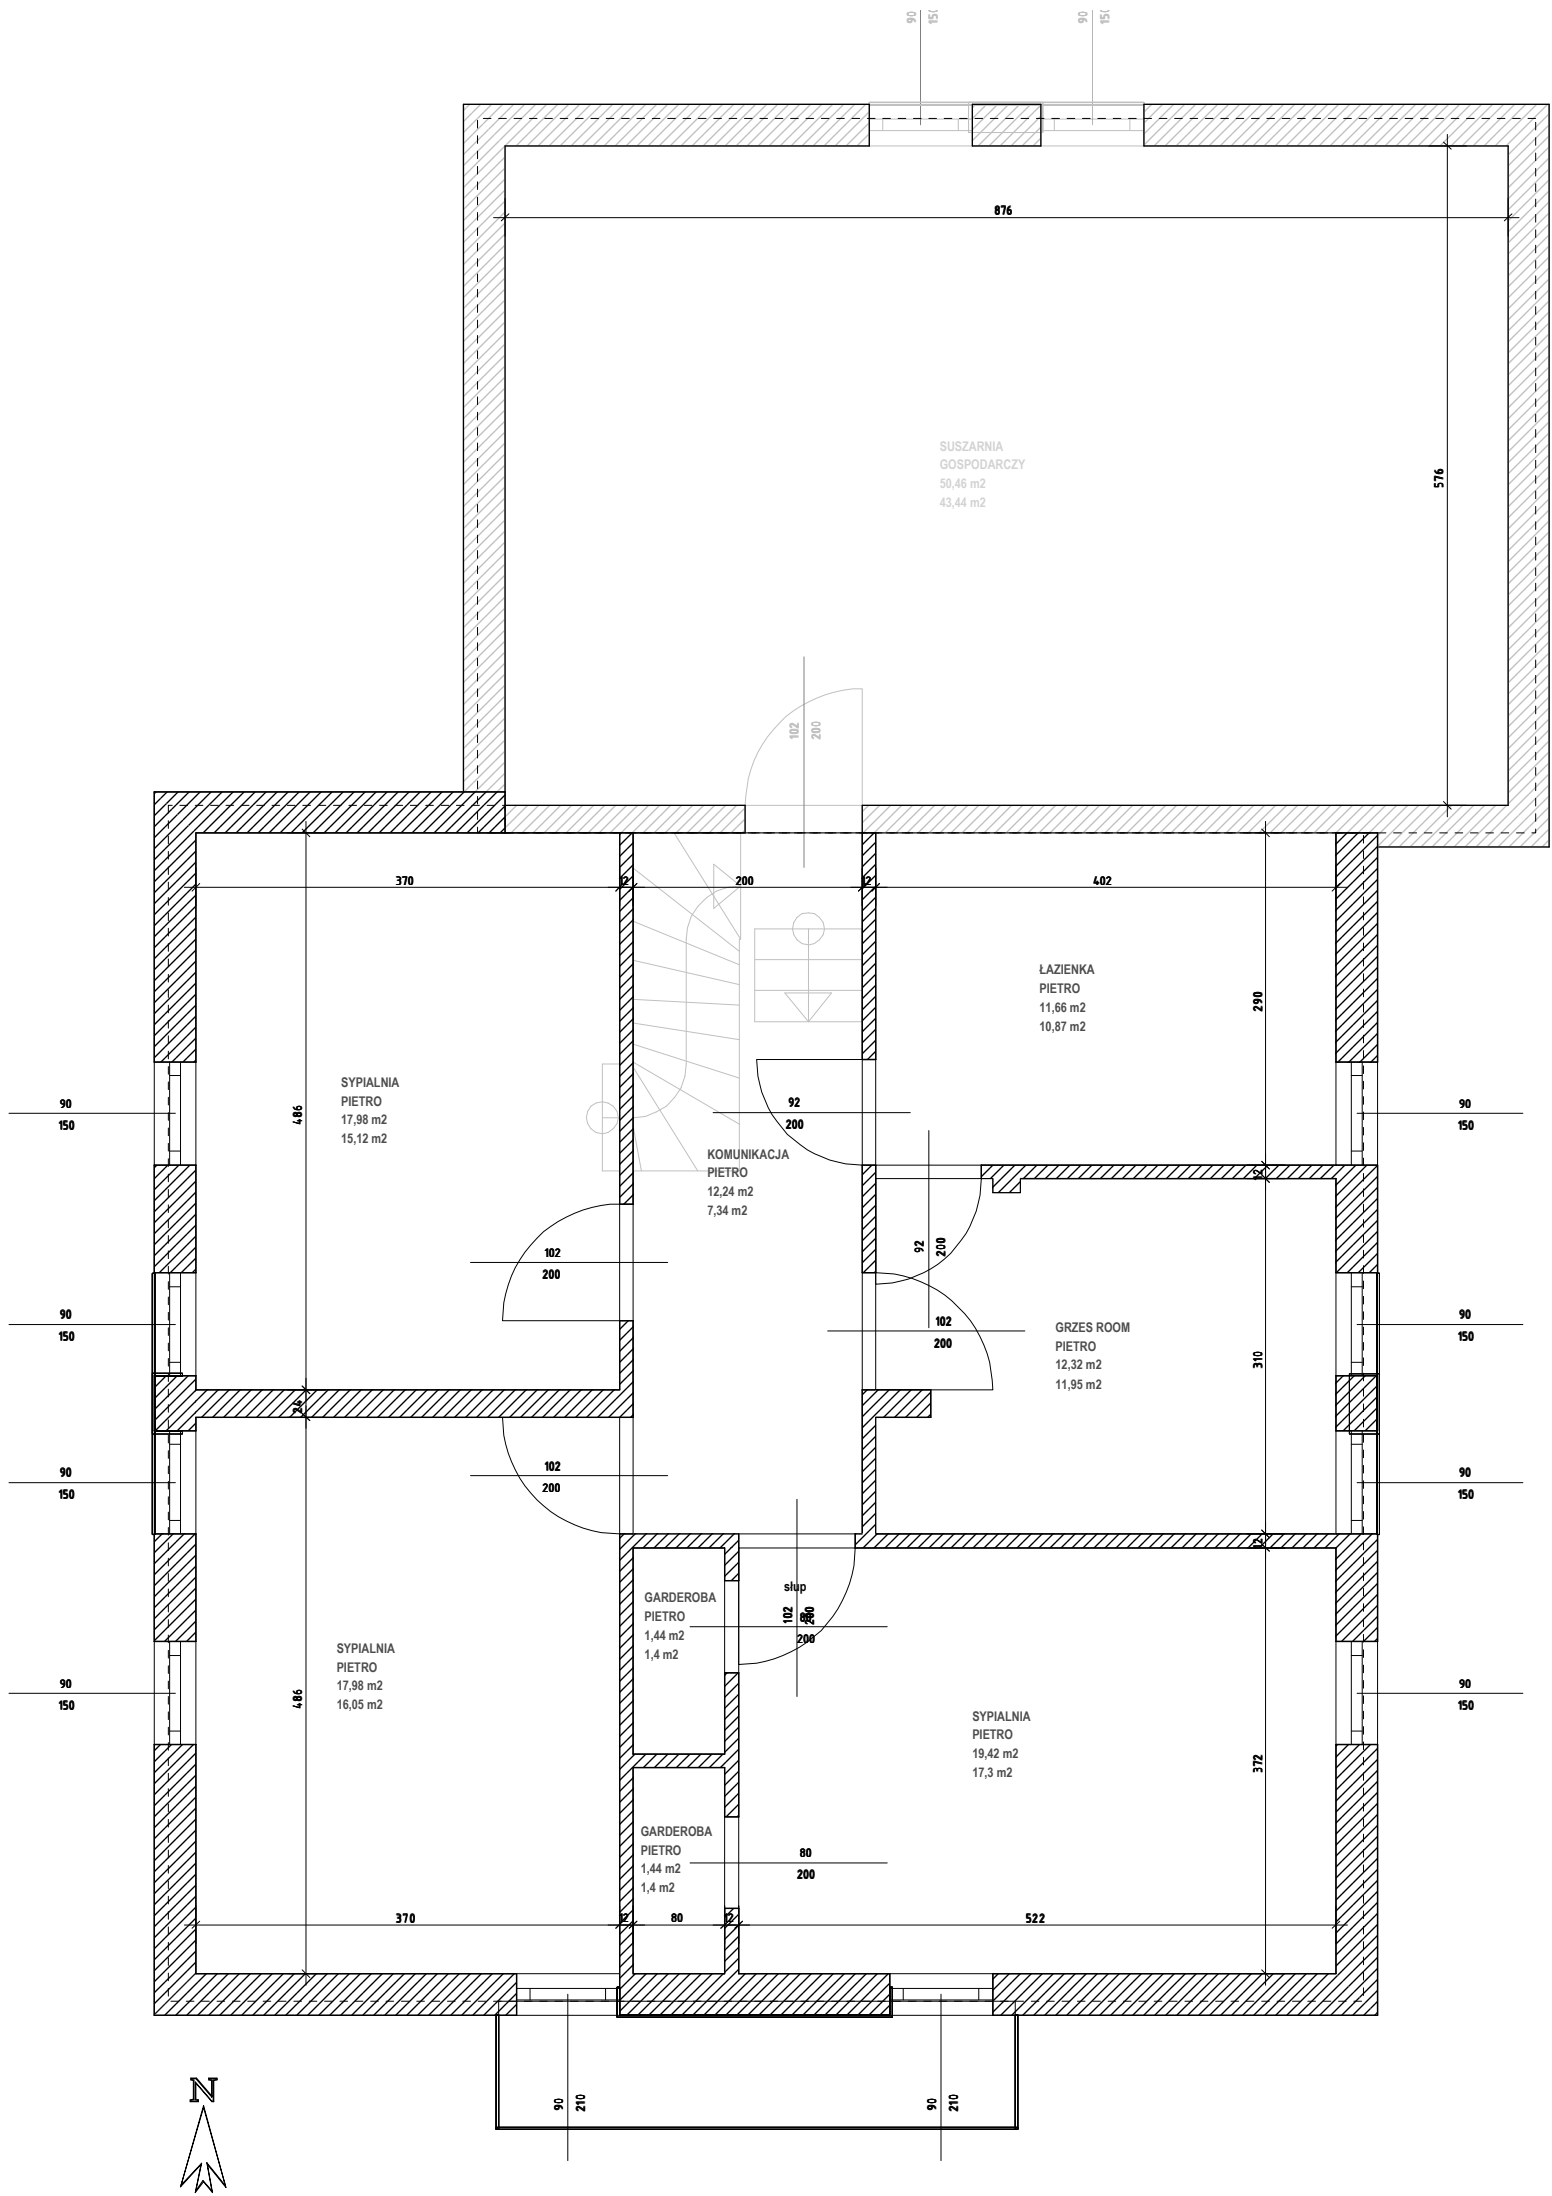 90
150
90
150
876
SUSZARNIA
GOSPODARCZY
50,46 m2
43,44 m2
576
102
200
370
12
200
12
402
ŁAZIENKA
PIETRO
11,66 m2
10,87 m2
290
SYPIALNIA
PIETRO
17,98 m2
15,12 m2
486
90
150
92
200
90
150
KOMUNIKACJA
PIETRO
12,24 m2
7,34 m2
12
92
200
102
200
90
150
102
200
GRZES ROOM
PIETRO
12,32 m2
11,95 m2
310
90
150
24
90
150
102
200
90
150
12
GARDEROBA
PIETRO
1,44 m2
1,4 m2
słup
102
200
80
200
SYPIALNIA
PIETRO
17,98 m2
16,05 m2
486
90
150
90
150
SYPIALNIA
PIETRO
19,42 m2
17,3 m2
372
GARDEROBA
PIETRO
1,44 m2
1,4 m2
80
200
370
12
80
12
522
90
210
90
210
N